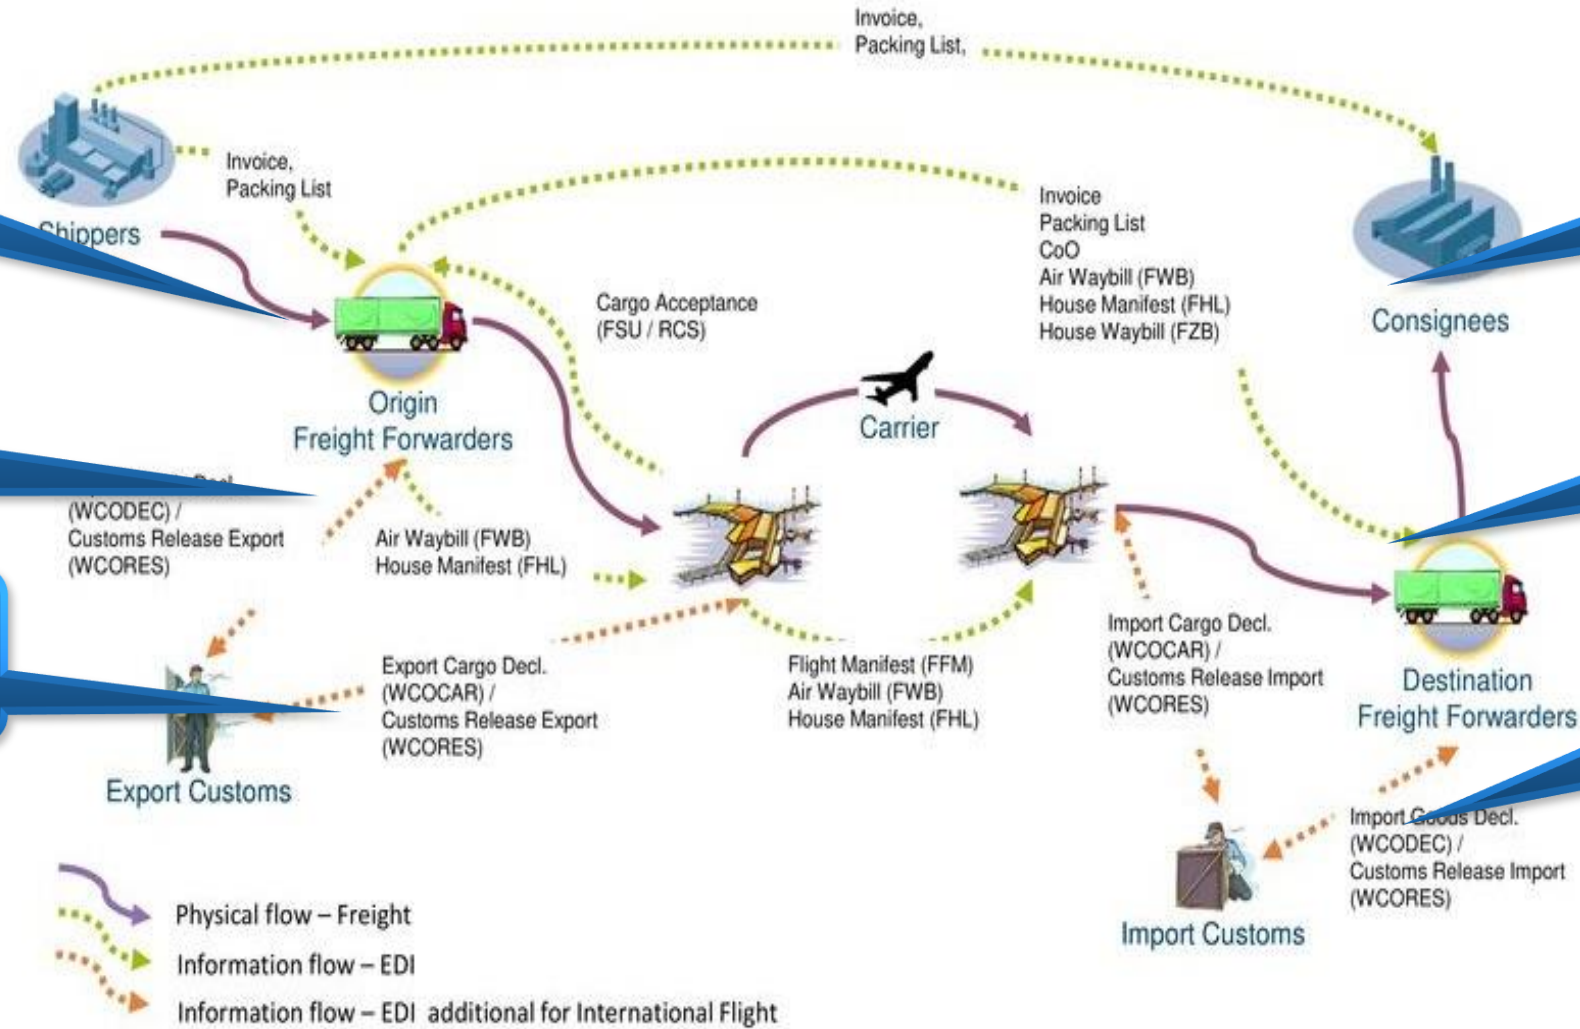 Invoice,
Packing List,
Invoice,
Packing List
Shippers
Invoice
Packing List
CoO
Air Waybill (FWB)
House Manifest (FHL)
House Waybill (FZB)
Consignees
Cargo Acceptance
(FSU / RCS)
Origin
Freight Forwarders
Carrier
Decl.
(WCODEC) /
Customs Release Export
(WCORES)
Air Waybill (FWB)
House Manifest (FHL)
Export Cargo Decl.
(WCOCAR) /
Customs Release Export
(WCORES)
Flight Manifest (FFM)
Air Waybill (FWB)
House Manifest (FHL)
Import Cargo Decl.
(WCOCAR) /
Customs Release Import
(WCORES)
Destination
Freight Forwarders
Export Customs
Import Goods Decl.
(WCODEC) /
Customs Release Import
(WCORES)
Import Customs
Physical flow – Freight
Information flow – EDI
Information flow – EDI additional for International Flight